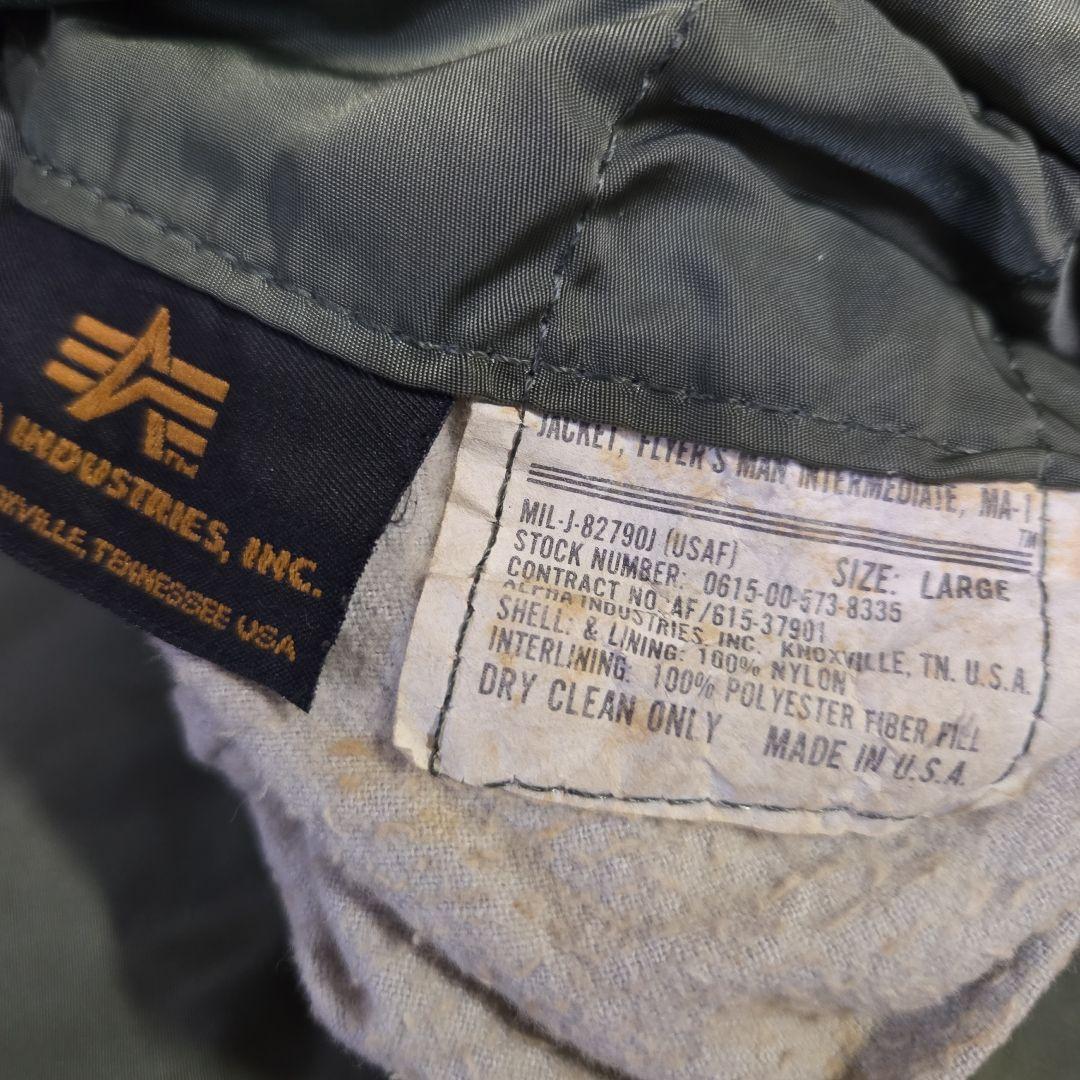 INDUSTRIES, INC.
TENNESSEE USA
TM
JACKET, FLYER'S MAN INTERMEDIATE, MA-1
TM
MIL-J-82790J (USAF)
STOCK NUMBER: 0615-00-573-8335
SIZE: LARGE
CONTRACT NO. AF/615-37901
ALPHA INDUSTRIES, INC. KNOXVILLE, TN. U.S.A.
SHELL: & LINING: 100% NYLON
INTERLINING: 100% POLYESTER FIBER FILL
DRY CLEAN ONLY MADE IN U.S.A.